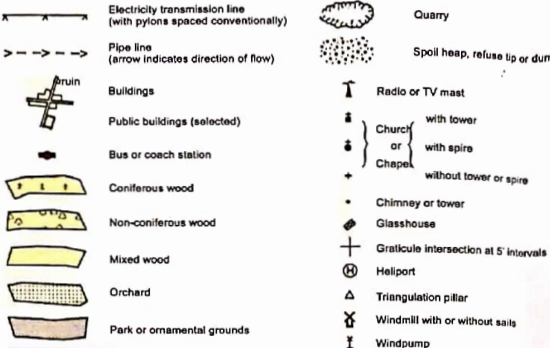 Electricity transmission line
(with pylons spaced conventionally)
Pipe line
(arrow indicates direction of flow)
ruin
Buildings
Public buildings (selected)
Bus or coach station
Coniferous wood
Non-coniferous wood
Mixed wood
Orchard
Park or ornamental grounds
Quarry
Spoil heap, refuse tip or dum
Radio or TV mast
Church
or
Chapel
with tower
with spire
without tower or spire
Chimney or tower
Glasshouse
Graticule intersection at 5' intervals
H
Heliport
Triangulation pillar
Windmill with or without sails
Windpump